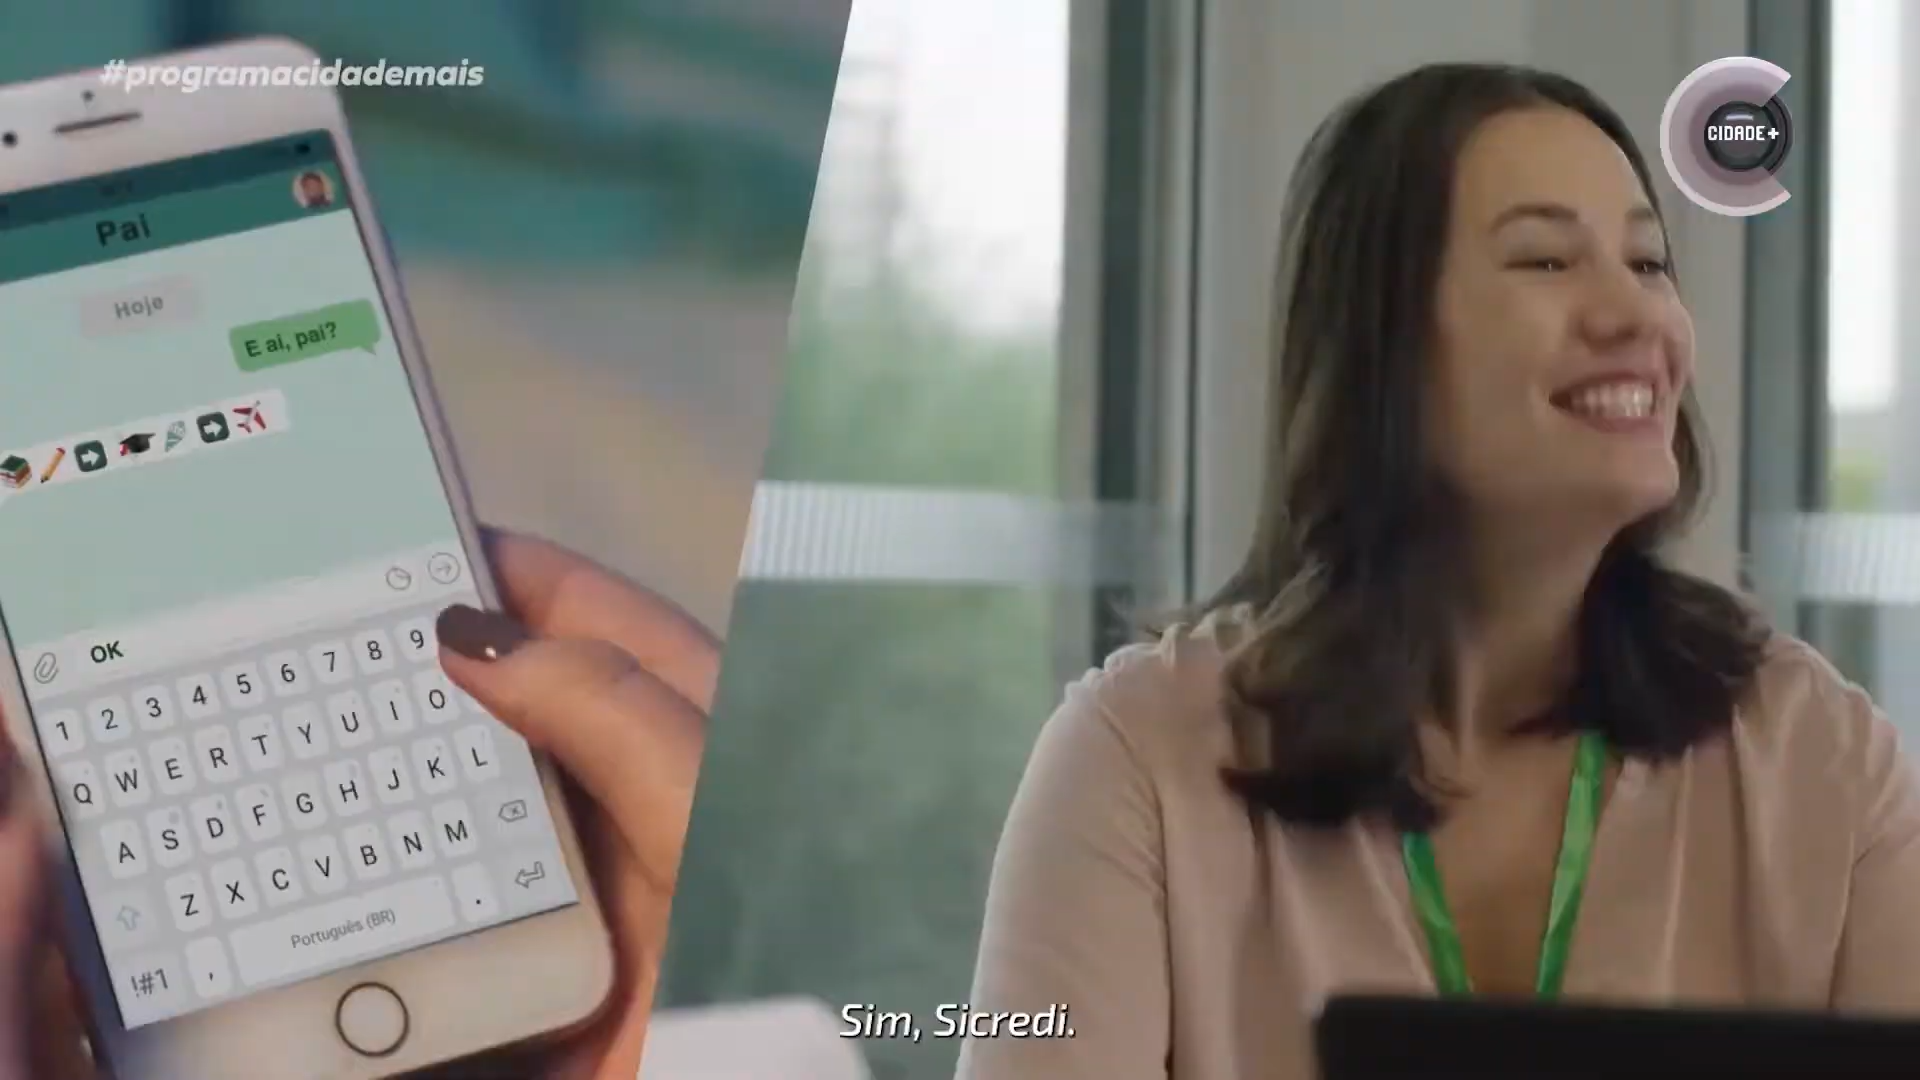 #programacidademais
CIDADE+
Pai
Hoje
E ai, pai?
OK
1 2 3 4 5 6 7 8 9
Q W E R T Y U I O
A S D F G H J K L
Z X C V B N M
!#1 , Português (BR) .
Sim, Sicredi.